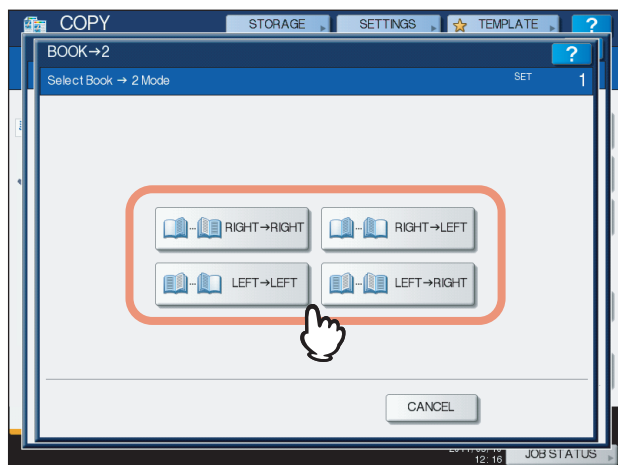 COPY STORAGE SETTINGS TEMPLATE ?
BOOK→2 ?
Select Book → 2 Mode SET 1
RIGHT→RIGHT RIGHT→LEFT
LEFT→LEFT LEFT→RIGHT
CANCEL
12:16 JOB STATUS